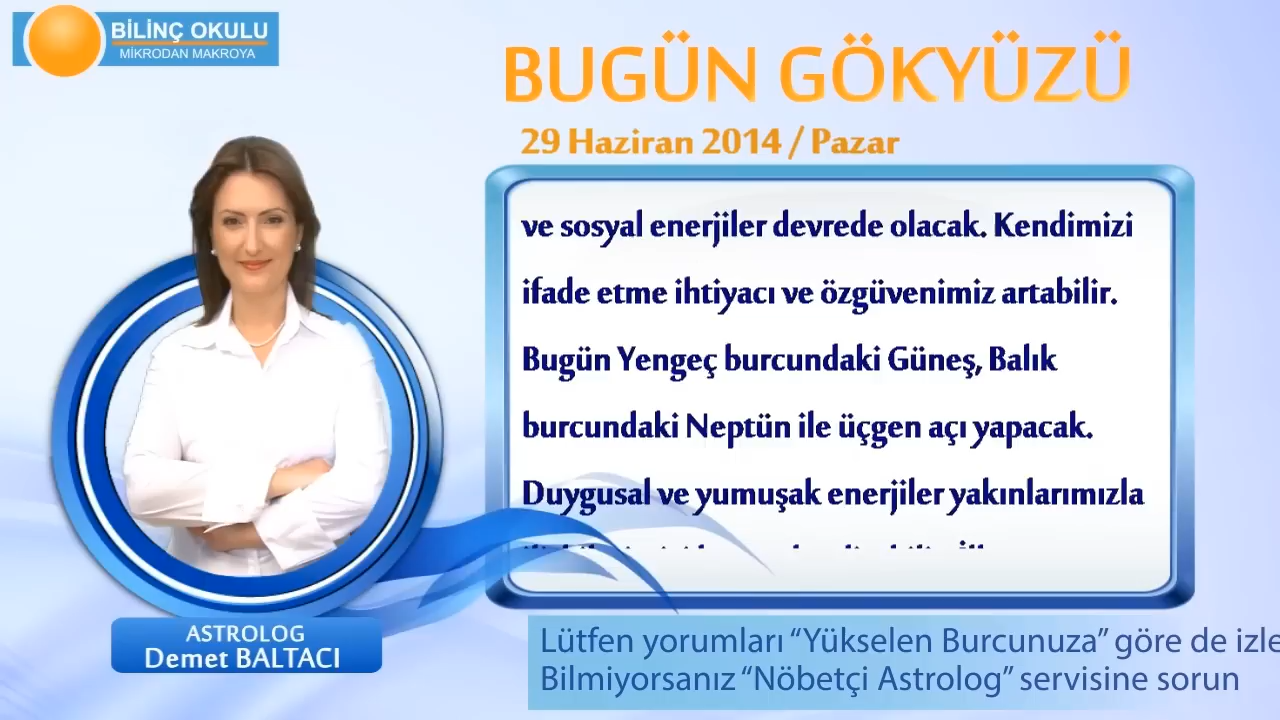 BİLİNÇ OKULU
MİKRODAN MAKROYA
BUGÜN GÖKYÜZÜ
29 Haziran 2014 / Pazar
ve sosyal enerjiler devrede olacak. Kendimizi
ifade etme ihtiyacı ve özgüvenimiz artabilir.
Bugün Yengeç burcundaki Güneş, Balık
burcundaki Neptün ile üçgen açı yapacak.
Duygusal ve yumuşak enerjiler yakınlarımızla
ASTROLOG
Demet BALTACI
Lütfen yorumları “Yükselen Burcunuza” göre de izle
Bilmiyorsanız “Nöbetçi Astrolog” servisine sorun